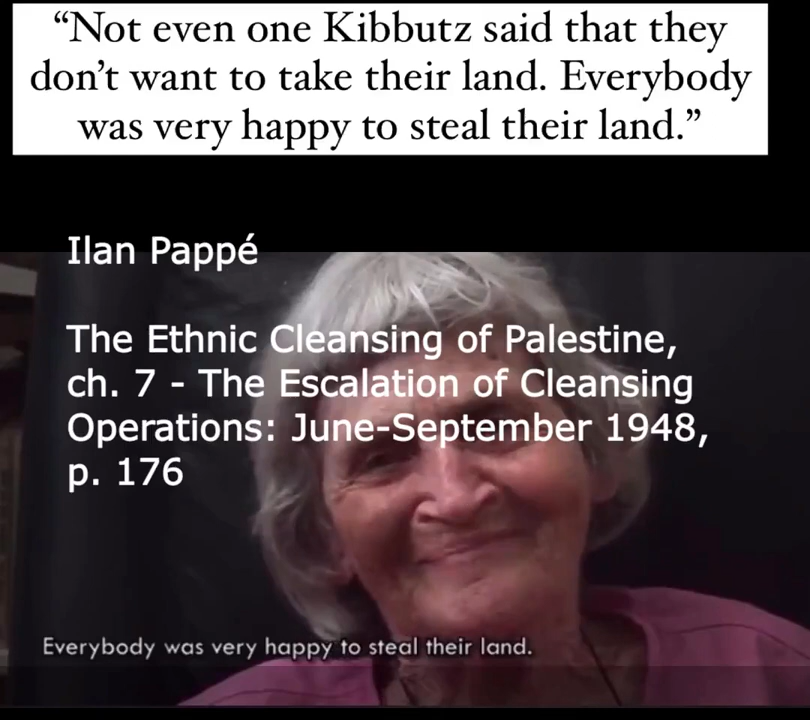 “Not even one Kibbutz said that they
don’t want to take their land. Everybody
was very happy to steal their land.”
Ilan Pappé
The Ethnic Cleansing of Palestine,
ch. 7 - The Escalation of Cleansing
Operations: June-September 1948,
p. 176
Everybody was very happy to steal their land.